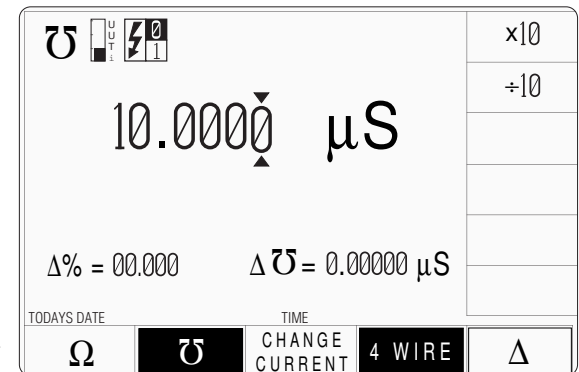 ℧ UUTi 0 1
x10
÷10
10.0000 µS
Δ% = 00.000 Δ℧= 0.00000 µS
TODAYS DATE TIME
Ω ℧ CHANGE CURRENT 4 WIRE Δ